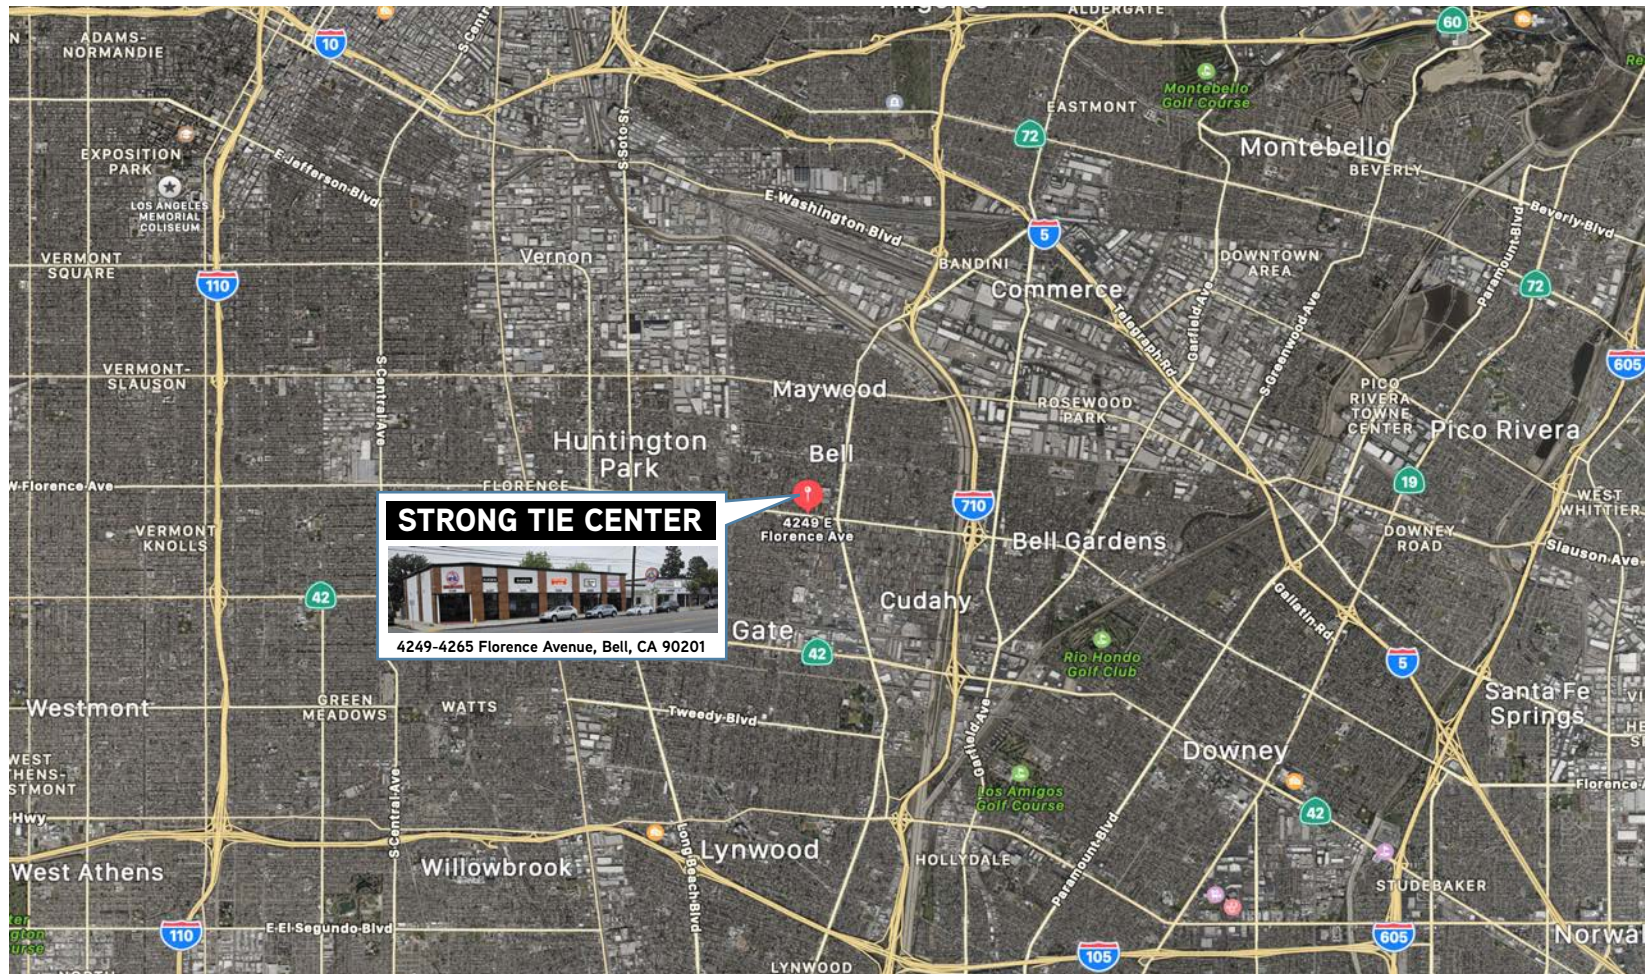 ALDERGATE
ADAMS-
NORMANDIE
10
S Central
60
Montebello
Golf Course
EASTMONT
72
S Soto St
EXPOSITION
PARK
E Jefferson Blvd
Montebello
BEVERLY
LOS ANGELES
MEMORIAL
COLISEUM
E Washington Blvd
Beverly Blvd
5
Paramount Blvd
VERMONT
SQUARE
Vernon
BANDINI
DOWNTOWN
AREA
110
Commerce
72
Telegraph Rd
Garfield Ave
S Greenwood Ave
605
VERMONT-
SLAUSON
S Central Ave
Maywood
ROSEWOOD
PARK
PICO
RIVERA
TOWNE
CENTER
Pico Rivera
Huntington
Park
Bell
W Florence Ave
FLORENCE
19
WEST
WHITTIER
STRONG TIE CENTER
4249 E
Florence Ave
710
VERMONT
KNOLLS
Bell Gardens
DOWNEY
ROAD
Slauson Ave
42
Cudahy
Gallatin Rd
4249-4265 Florence Avenue, Bell, CA 90201
Gate
42
Rio Hondo
Golf Club
5
Westmont
GREEN
MEADOWS
WATTS
Tweedy Blvd
Garfield Ave
Santa Fe
Springs
Downey
WEST
THENS-
STMONT
Los Amigos
Golf Course
Florence A
Hwy
42
S Central Ave
Long Beach Blvd
Lynwood
Willowbrook
HOLLYDALE
Paramount Blvd
West Athens
STUDEBAKER
110
E El Segundo Blvd
605
Norwal
105
LYNWOOD